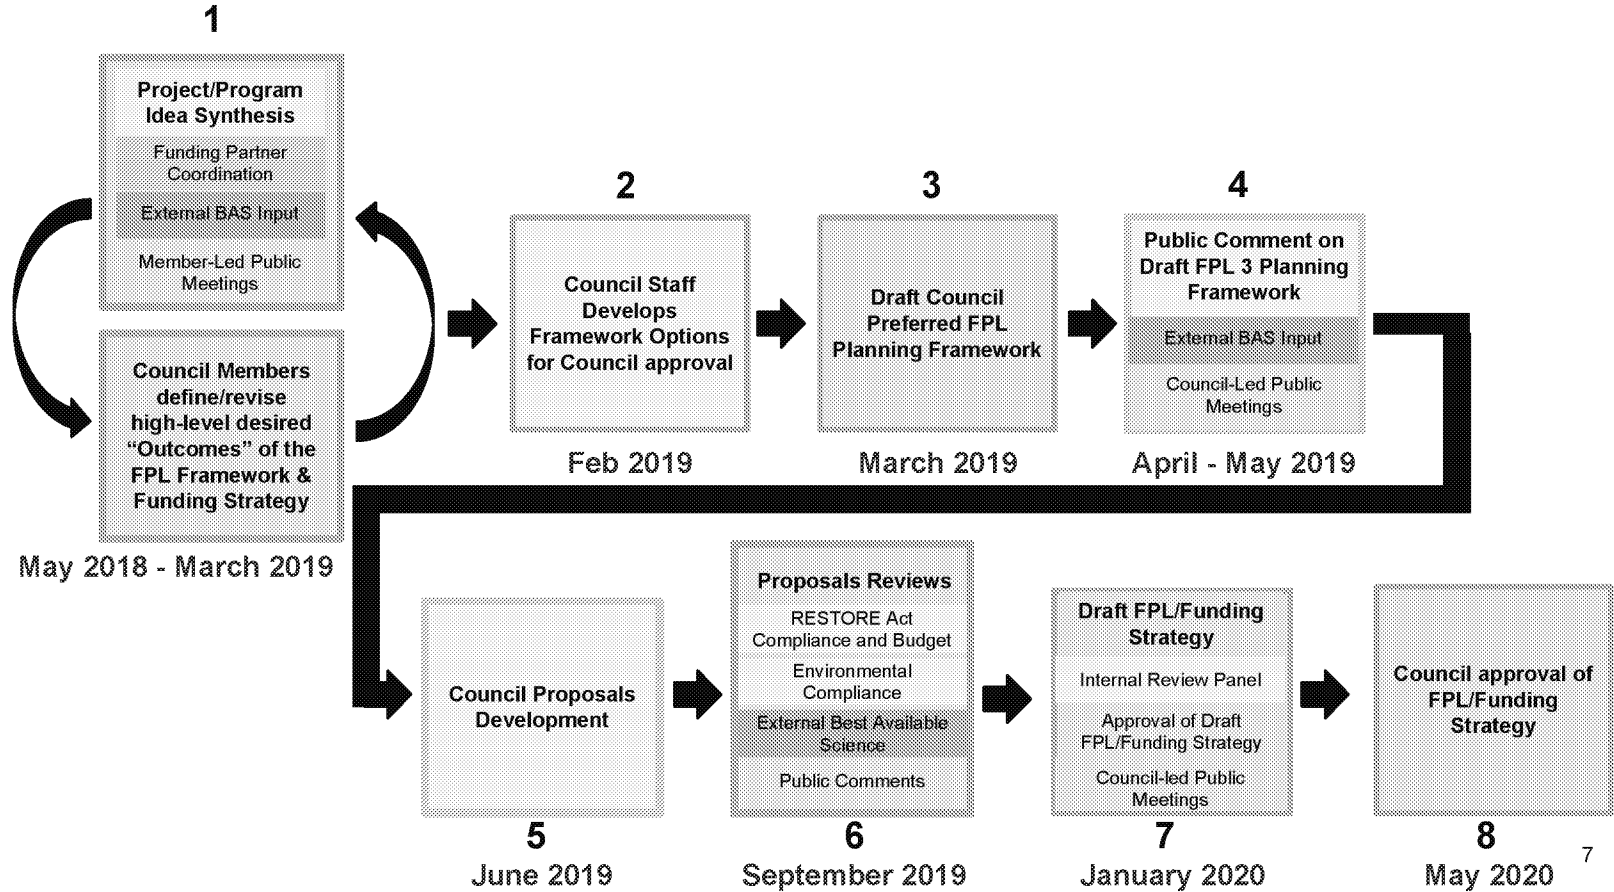 1
Project/Program
Idea Synthesis
Funding Partner
Coordination
External BAS Input
Member-Led Public
Meetings
Council Members
define/revise
high-level desired
“Outcomes” of the
FPL Framework &
Funding Strategy
May 2018 - March 2019
2
Council Staff
Develops
Framework Options
for Council approval
Feb 2019
3
Draft Council
Preferred FPL
Planning Framework
March 2019
4
Public Comment on
Draft FPL 3 Planning
Framework
External BAS Input
Council-Led Public
Meetings
April - May 2019
Council Proposals
Development
5
June 2019
Proposals Reviews
RESTORE Act
Compliance and Budget
Environmental
Compliance
External Best Available
Science
Public Comments
6
September 2019
Draft FPL/Funding
Strategy
Internal Review Panel
Approval of Draft
FPL/Funding Strategy
Council-led Public
Meetings
7
January 2020
Council approval of
FPL/Funding
Strategy
8
May 2020
7